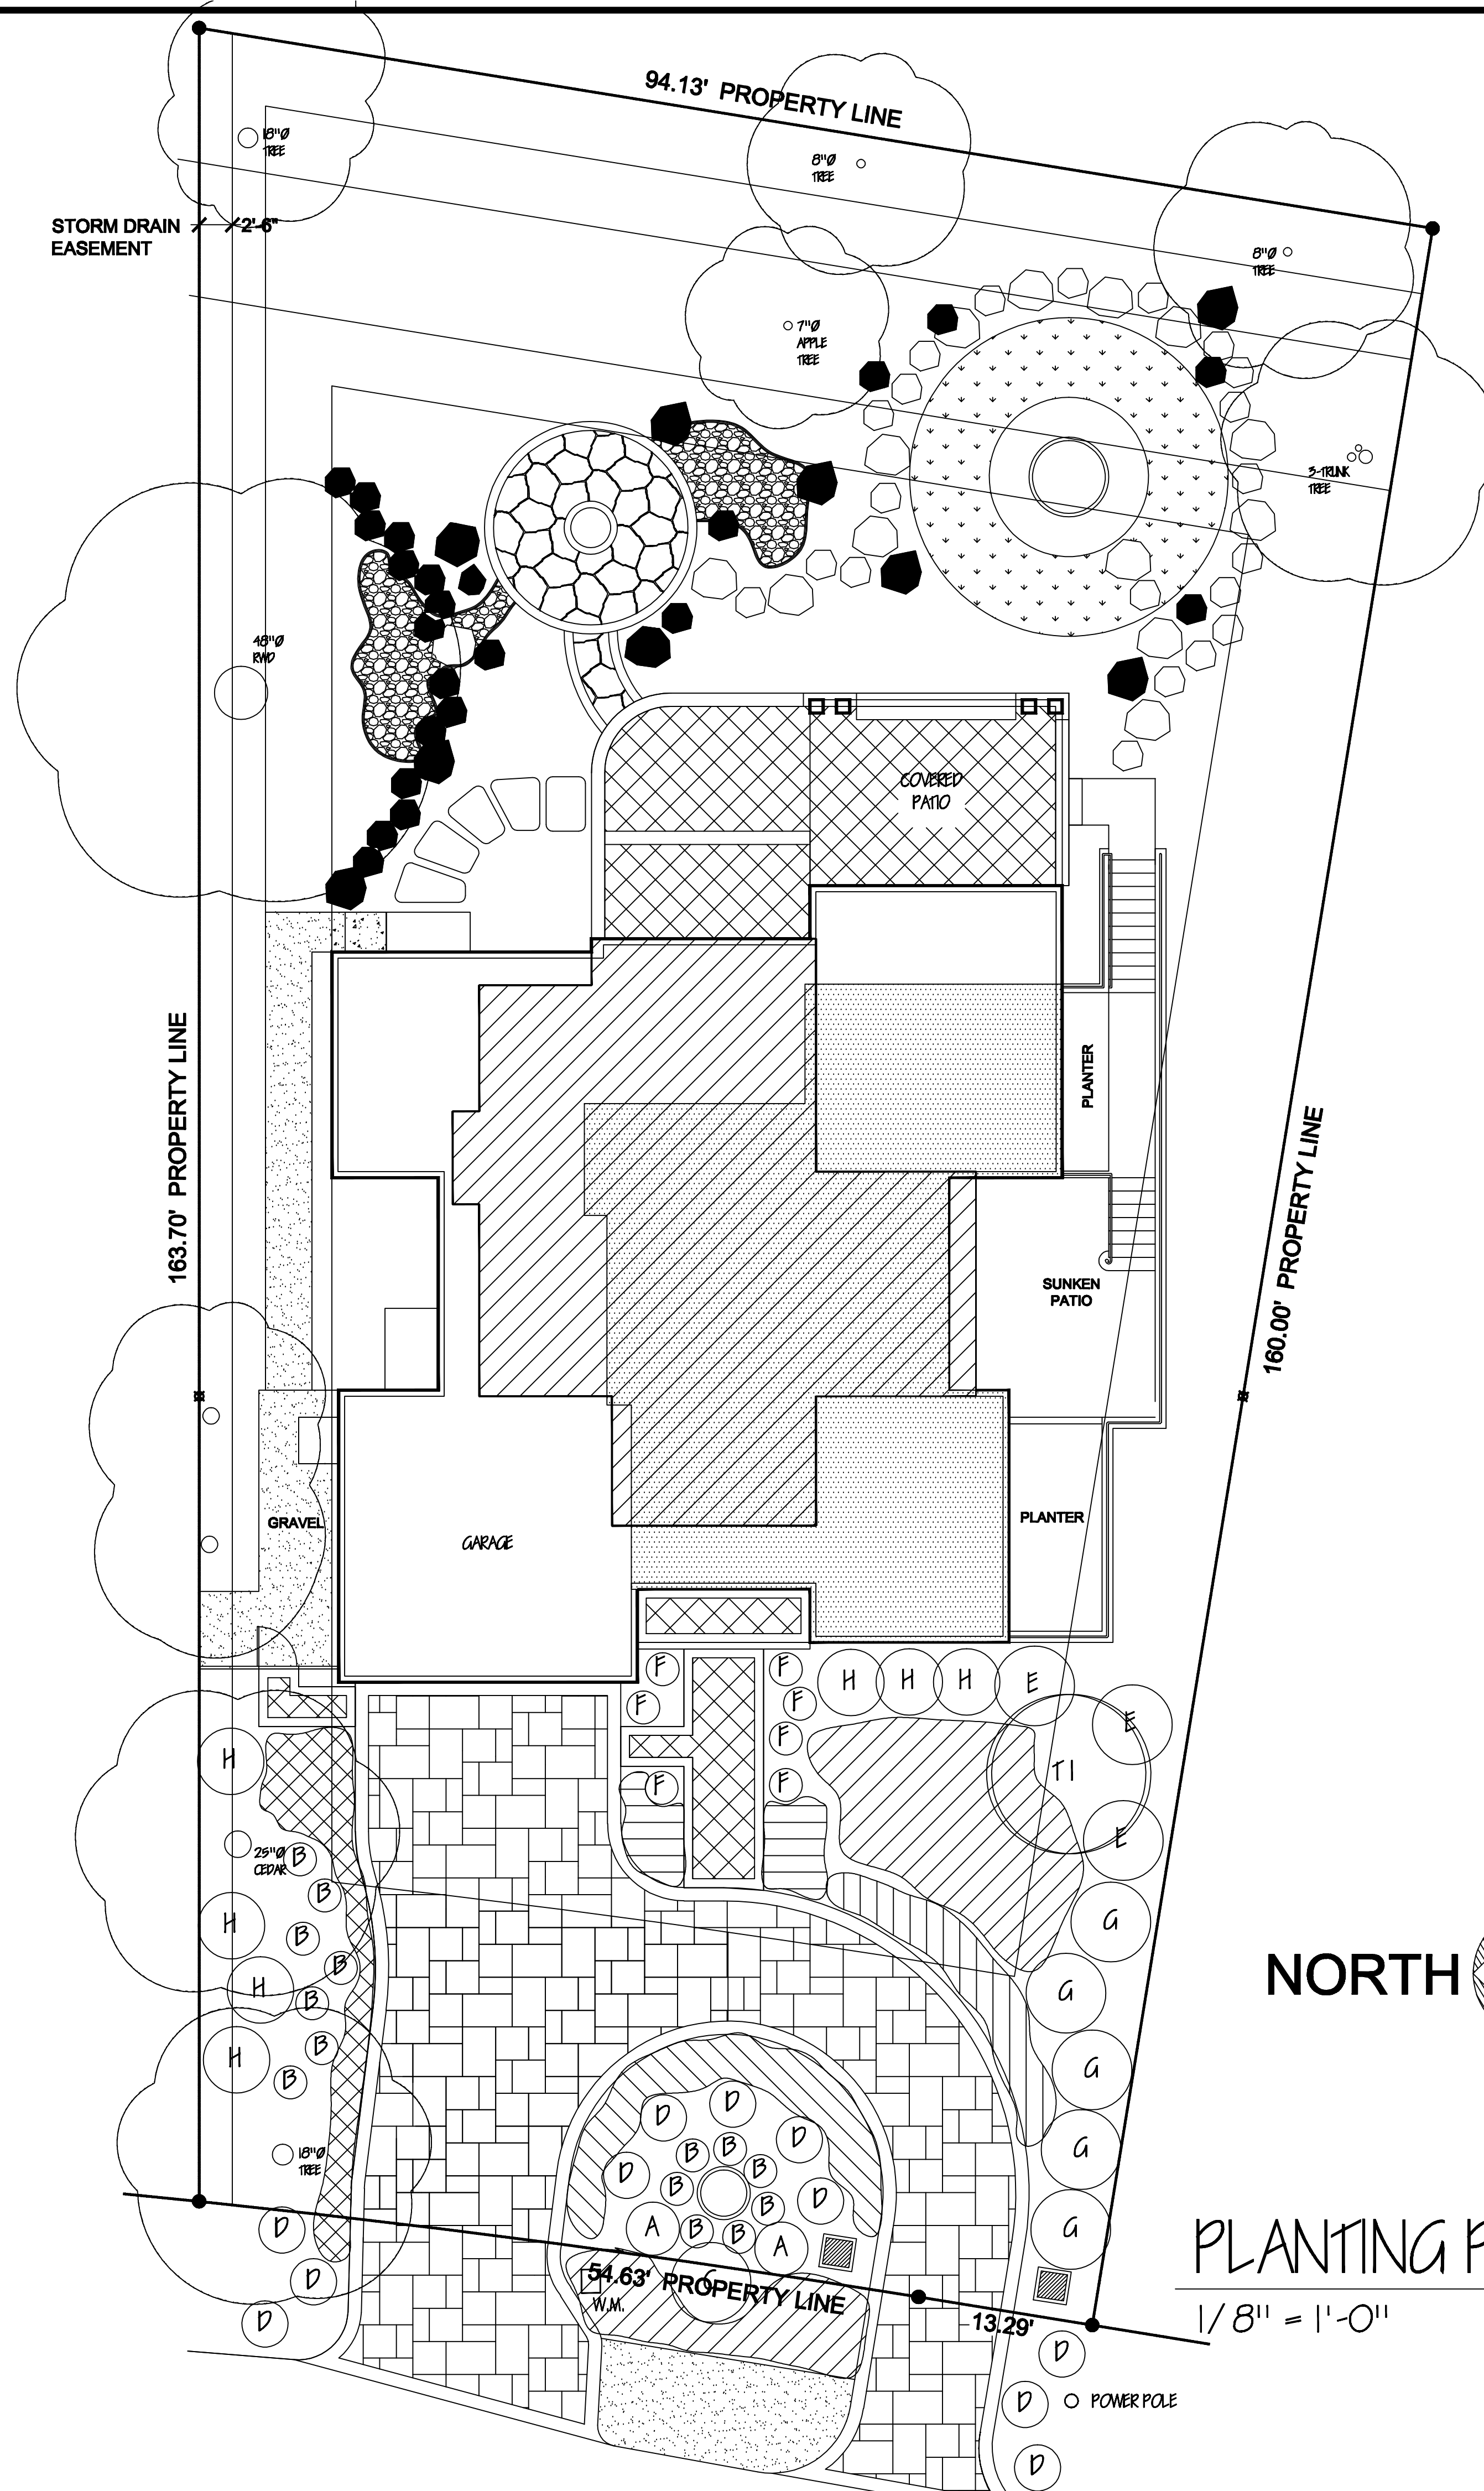 94.13' PROPERTY LINE
18"Ø
TREE
8"Ø
TREE
STORM DRAIN
EASEMENT
2'-6"
8"Ø
TREE
7"Ø
APPLE
TREE
3-TRUNK
TREE
48"Ø
RWD
COVERED
PATIO
163.70' PROPERTY LINE
PLANTER
160.00' PROPERTY LINE
SUNKEN
PATIO
GRAVEL
GARAGE
PLANTER
F
F
H
H
H
E
F
F
E
F
H
T1
F
F
E
25"Ø
CEDAR
B
B
G
H
B
B
G
H
B
NORTH
B
H
B
G
D
D
D
G
B
B
B
18"Ø
TREE
D
B
D
B
G
D
A
B
B
A
D
54.63' PROPERTY LINE
W.M.
PLANTING P
D
13.29'
1/8" = 1'-0"
D
D
POWER POLE
D